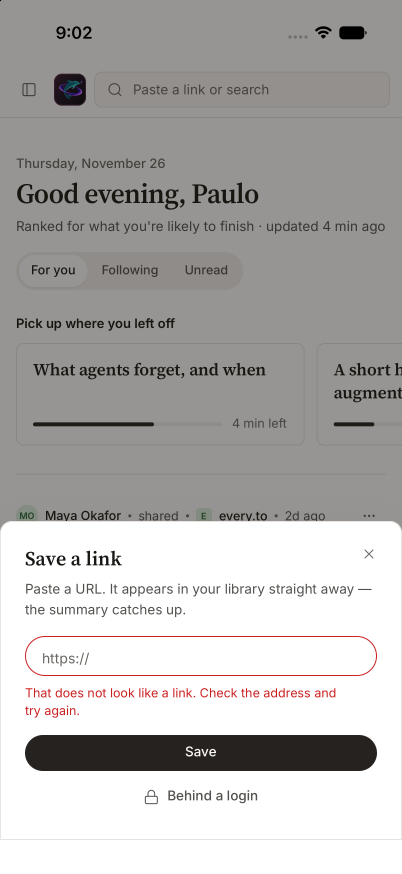 9:02
Paste a link or search
Thursday, November 26
Good evening, Paulo
Ranked for what you're likely to finish · updated 4 min ago
For you
Following
Unread
Pick up where you left off
What agents forget, and when
4 min left
A short h
augment
MO Maya Okafor • shared • E every.to • 2d ago
Save a link
Paste a URL. It appears in your library straight away —
the summary catches up.
https://
That does not look like a link. Check the address and
try again.
Save
Behind a login